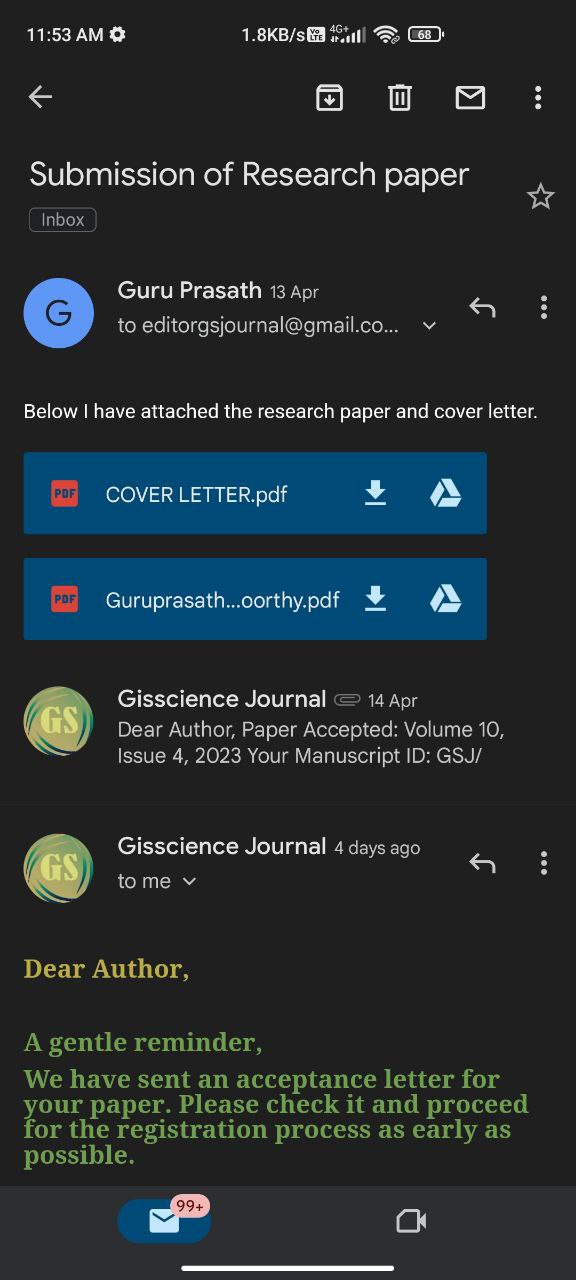 11:53 AM
1.8KB/s Vo LTE 4G+ 68
Submission of Research paper
Inbox
G
Guru Prasath 13 Apr
to editorgsjournal@gmail.co...
Below I have attached the research paper and cover letter.
PDF COVER LETTER.pdf
PDF Guruprasath...oorthy.pdf
GS
Gisscience Journal 14 Apr
Dear Author, Paper Accepted: Volume 10,
Issue 4, 2023 Your Manuscript ID: GSJ/
GS
Gisscience Journal 4 days ago
to me
Dear Author,
A gentle reminder,
We have sent an acceptance letter for
your paper. Please check it and proceed
for the registration process as early as
possible.
99+